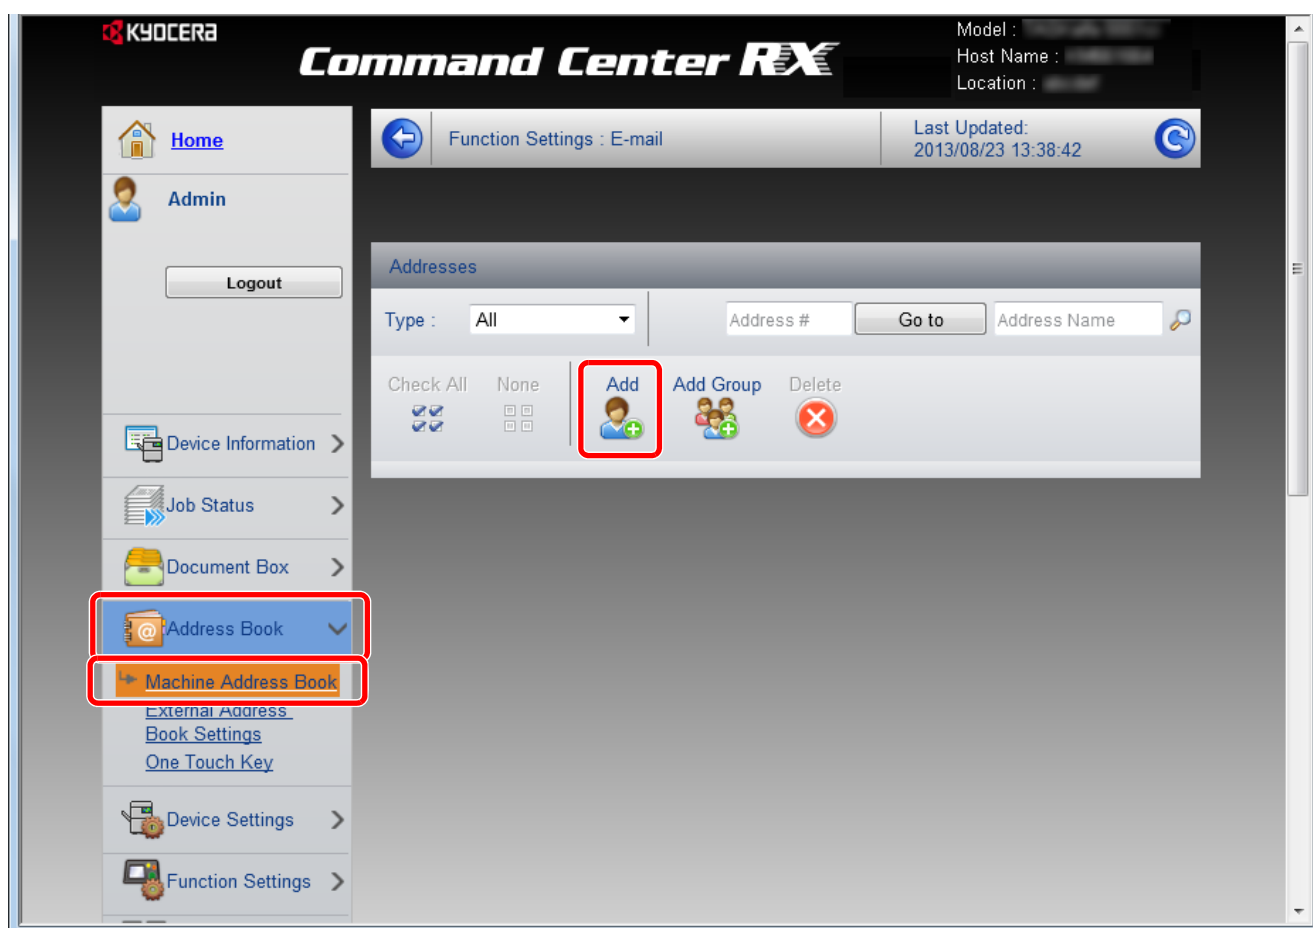 KYOCERA
Command Center RX
Model :
Host Name :
Location :
Home
Admin
Logout
Function Settings : E-mail
Last Updated:
2013/08/23 13:38:42
Addresses
Type :
All
Address #
Go to
Address Name
Check All
None
Add
Add Group
Delete
Device Information
Job Status
Document Box
@
Address Book
Machine Address Book
External Address
Book Settings
One Touch Key
Device Settings
Function Settings